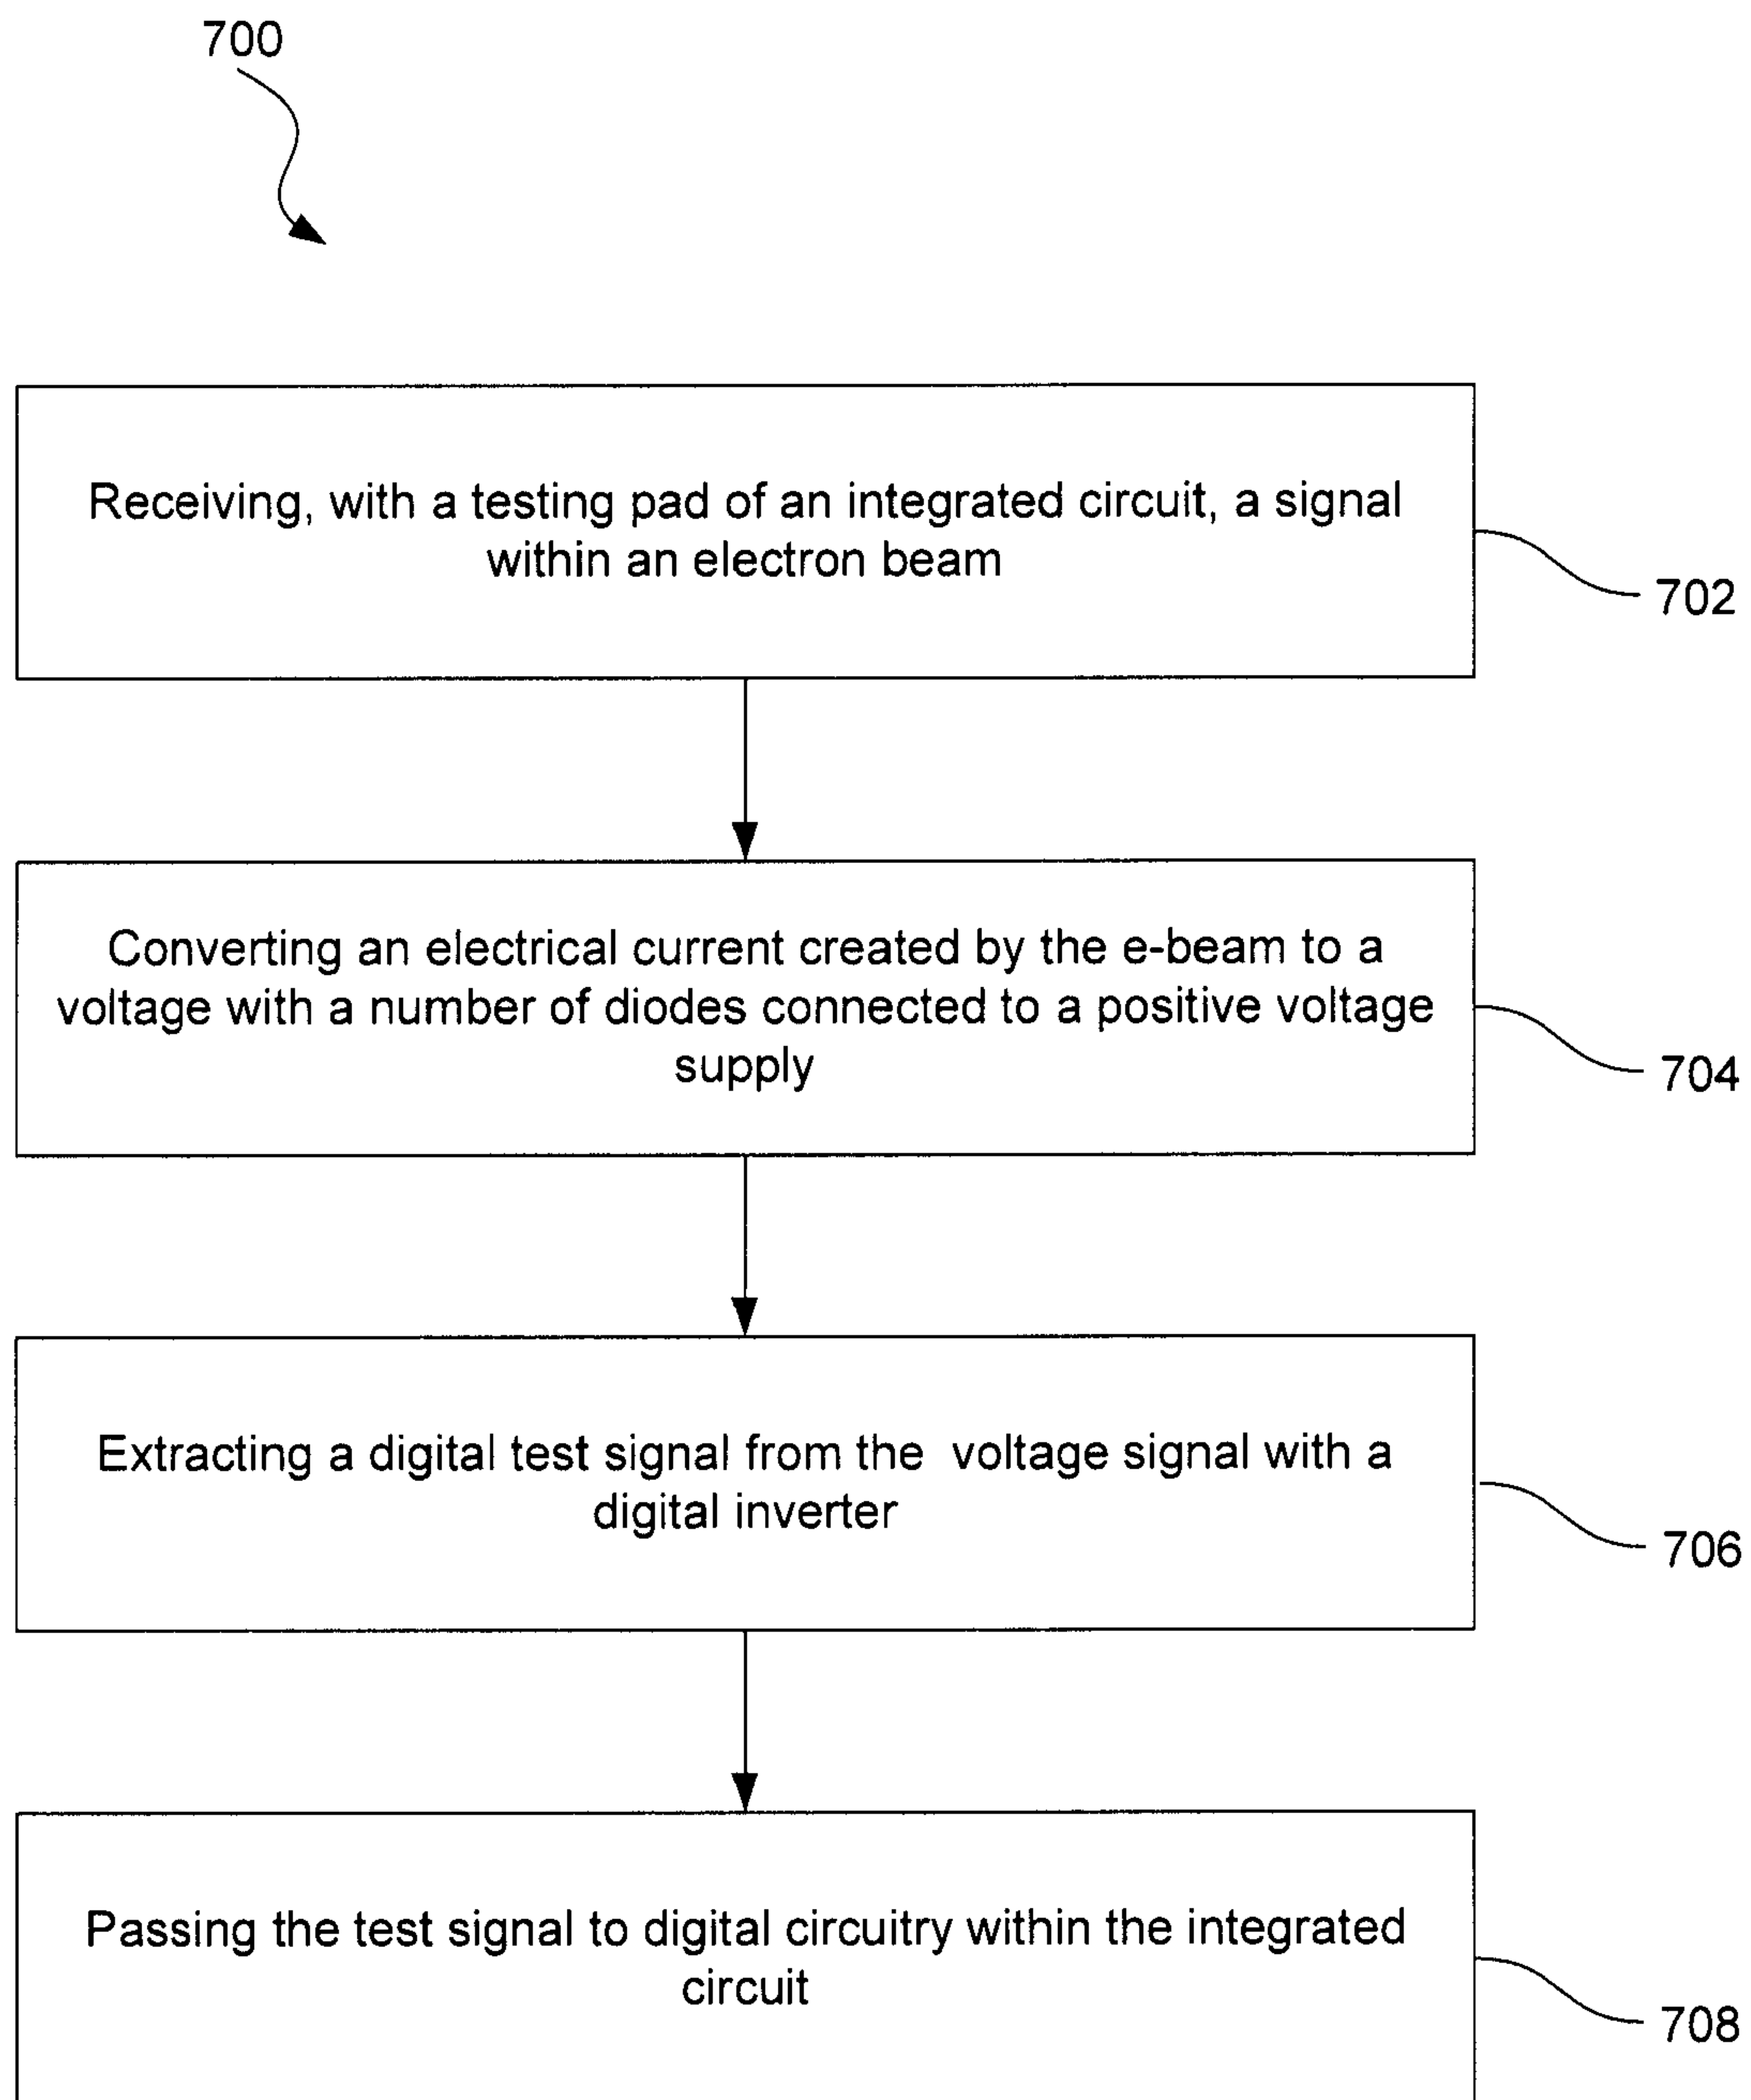 700
Receiving, with a testing pad of an integrated circuit, a signal
within an electron beam
702
Converting an electrical current created by the e-beam to a
voltage with a number of diodes connected to a positive voltage
supply
704
Extracting a digital test signal from the voltage signal with a
digital inverter
706
Passing the test signal to digital circuitry within the integrated
circuit
708